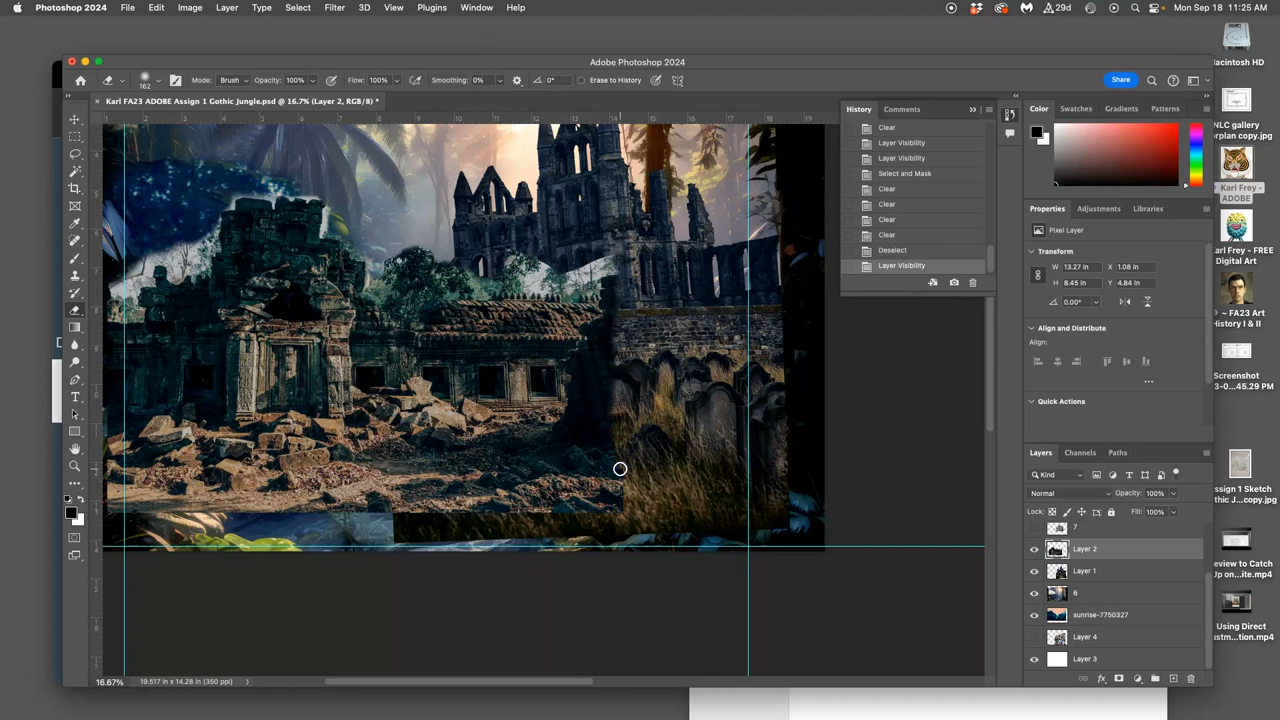 Photoshop 2024 File Edit Image Layer Type Select Filter 3D View Plugins Window Help 29d Mon Sep 18 11:25 AM
Adobe Photoshop 2024
162 Mode: Brush Opacity: 100% Flow: 100% Smoothing: 0% 0° Erase to History Share
Karl FA23 ADOBE Assign 1 Gothic Jungle.psd @ 16.7% (Layer 2, RGB/8) *
History Comments
Clear
Layer Visibility
Layer Visibility
Select and Mask
Clear
Clear
Clear
Clear
Deselect
Layer Visibility
Color Swatches Gradients Patterns
Properties Adjustments Libraries
Pixel Layer
Transform
W 13.27 in X 1.08 in
H 8.45 in Y 4.84 in
0.00°
Align and Distribute
Align:
Quick Actions
Layers Channels Paths
Kind
Normal Opacity: 100%
Lock: Fill: 100%
7
Layer 2
Layer 1
6
sunrise-7750327
Layer 4
Layer 3
16.67% 19.517 in x 14.28 in (350 ppi)
Macintosh HD
NLC gallery
orplan copy.jpg
Karl Frey -
ADOBE
Karl Frey - FREE
Digital Art
~ FA23 Art
History I & II
Screenshot
3-0...45.29 PM
Assign 1 Sketch
ic J...copy.jpg
eview to Catch
Up on...ite.mp4
Using Direct
ustm...tion.mp4